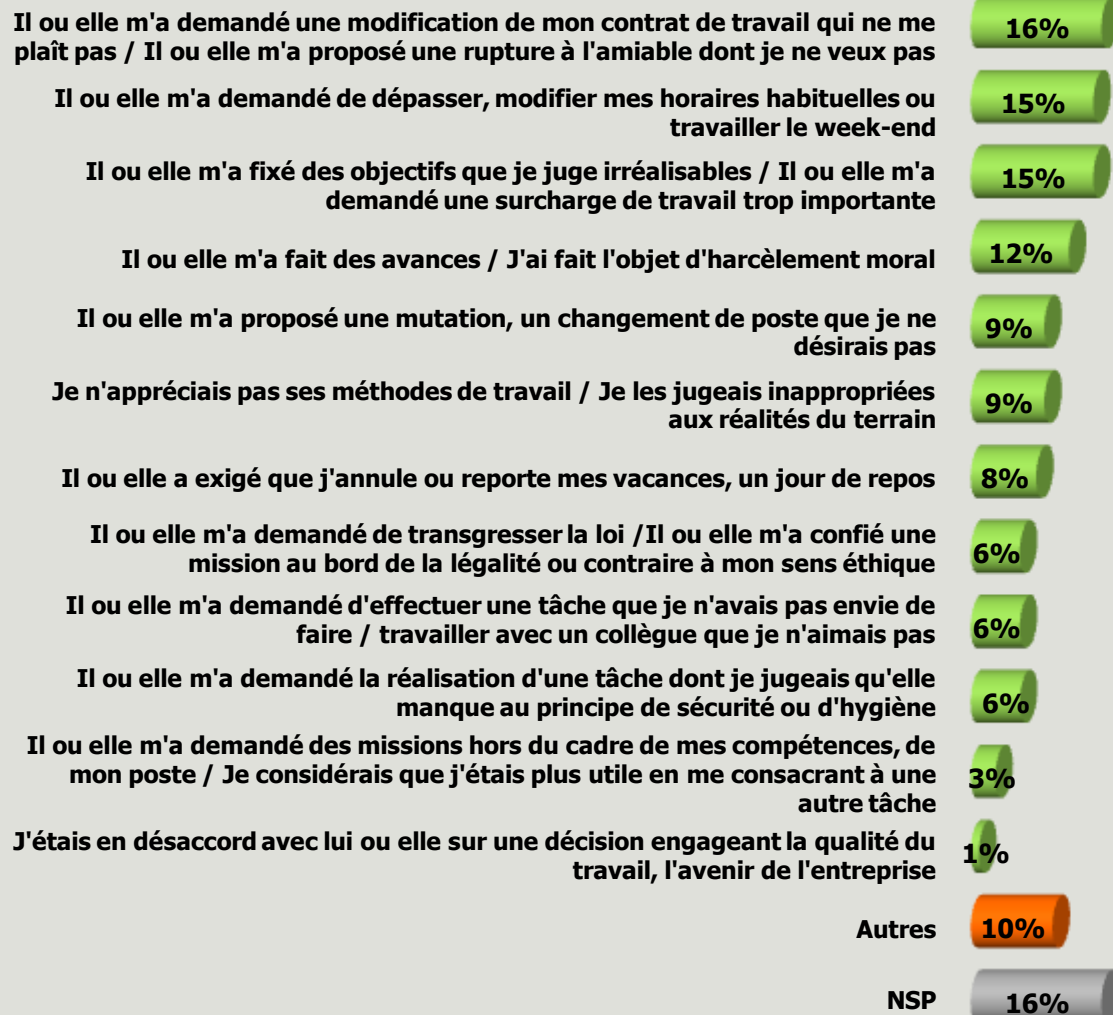 Il ou elle m'a demandé une modification de mon contrat de travail qui ne me
plaît pas / Il ou elle m'a proposé une rupture à l'amiable dont je ne veux pas
16%
Il ou elle m'a demandé de dépasser, modifier mes horaires habituelles ou
travailler le week-end
15%
Il ou elle m'a fixé des objectifs que je juge irréalisables / Il ou elle m'a
demandé une surcharge de travail trop importante
15%
Il ou elle m'a fait des avances / J'ai fait l'objet d'harcèlement moral
12%
Il ou elle m'a proposé une mutation, un changement de poste que je ne
désirais pas
9%
Je n'appréciais pas ses méthodes de travail / Je les jugeais inappropriées
aux réalités du terrain
9%
Il ou elle a exigé que j'annule ou reporte mes vacances, un jour de repos
8%
Il ou elle m'a demandé de transgresser la loi /Il ou elle m'a confié une
mission au bord de la légalité ou contraire à mon sens éthique
6%
Il ou elle m'a demandé d'effectuer une tâche que je n'avais pas envie de
faire / travailler avec un collègue que je n'aimais pas
6%
Il ou elle m'a demandé la réalisation d'une tâche dont je jugeais qu'elle
manque au principe de sécurité ou d'hygiène
6%
Il ou elle m'a demandé des missions hors du cadre de mes compétences, de
mon poste / Je considérais que j'étais plus utile en me consacrant à une
autre tâche
3%
J'étais en désaccord avec lui ou elle sur une décision engageant la qualité du
travail, l'avenir de l'entreprise
1%
Autres
10%
NSP
16%